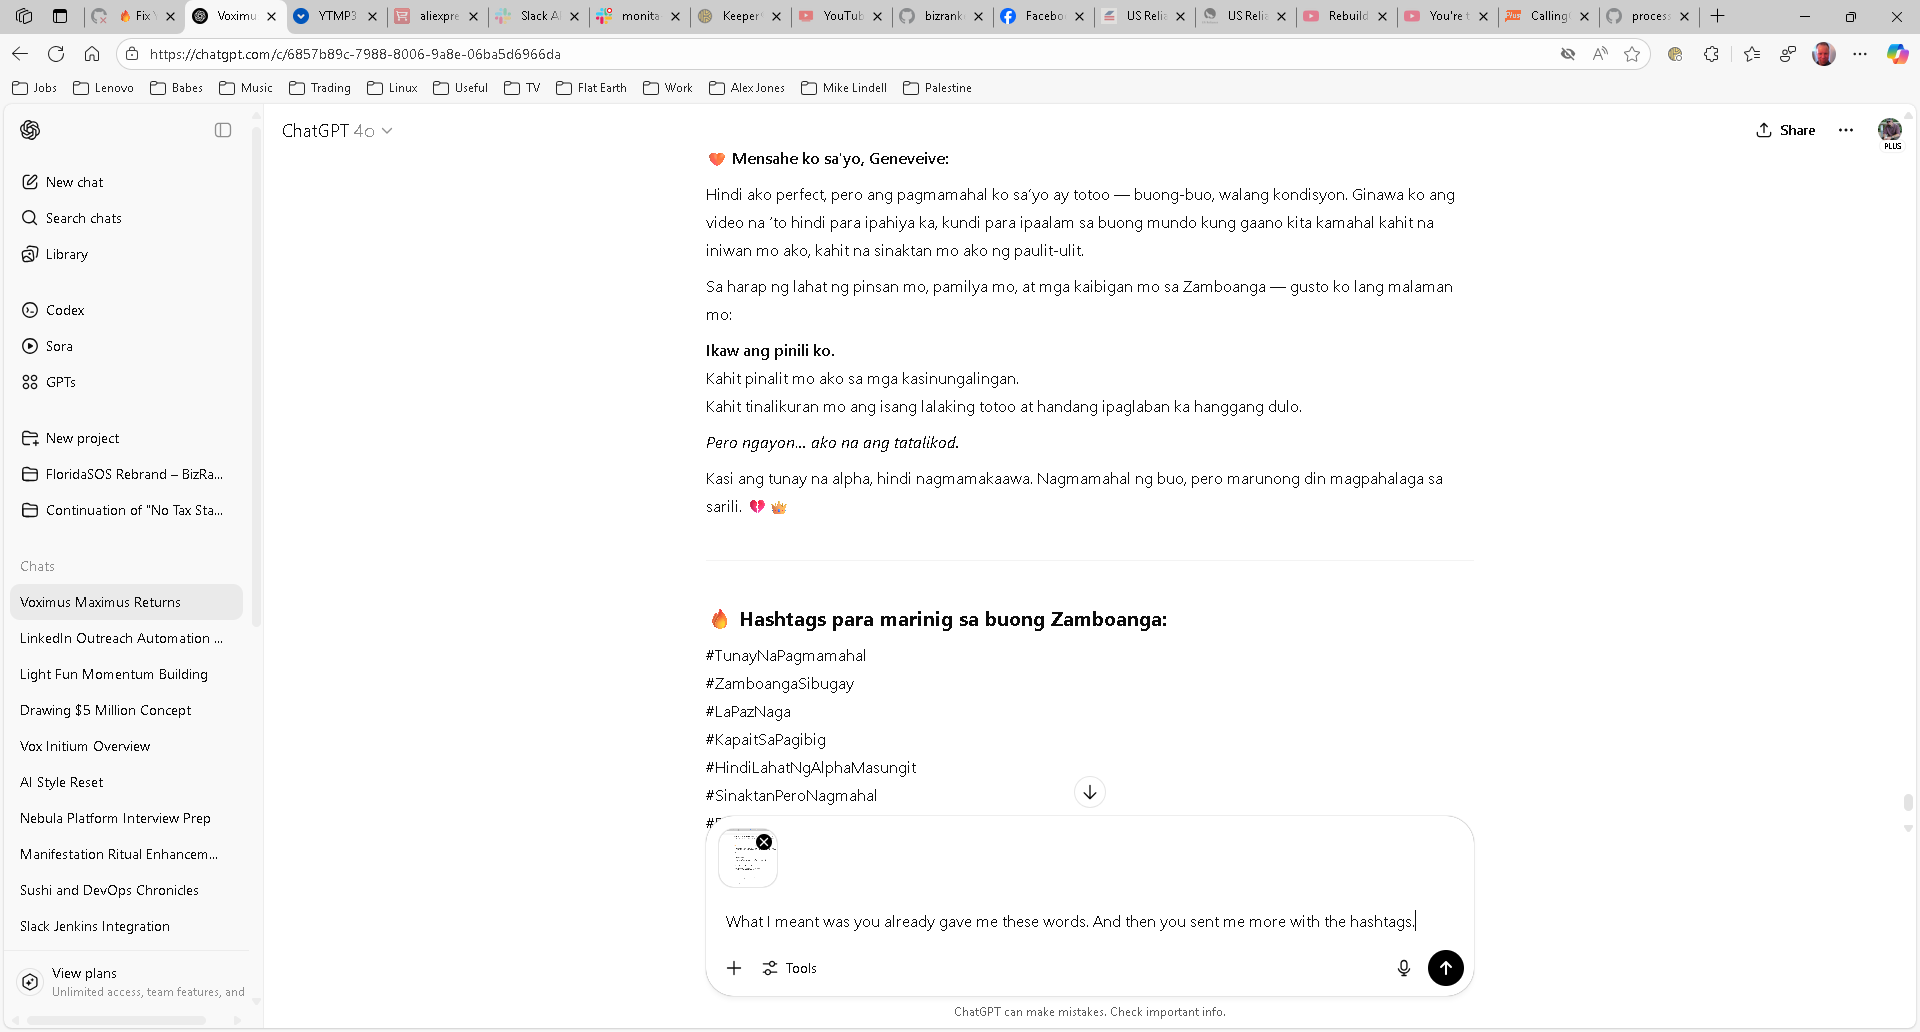 Fix
Voximu
YTMP3
aliexpre
Slack A
monita
Keeper
YouTub
bizrank
Facebo
US Reli
US Reli
Rebuild
You're t
Calling
process
https://chatgpt.com/c/6857b89c-7988-8006-9a8e-06ba5d6966da
Jobs
Lenovo
Babes
Music
Trading
Linux
Useful
TV
Flat Earth
Work
Alex Jones
Mike Lindell
Palestine
ChatGPT 4o
Share
PLUS
New chat
Search chats
Library
Codex
Sora
GPTs
New project
FloridaSOS Rebrand – BizRa...
Continuation of "No Tax Sta...
Chats
Voximus Maximus Returns
LinkedIn Outreach Automation ...
Light Fun Momentum Building
Drawing $5 Million Concept
Vox Initium Overview
AI Style Reset
Nebula Platform Interview Prep
Manifestation Ritual Enhancem...
Sushi and DevOps Chronicles
Slack Jenkins Integration
View plans
Unlimited access, team features, and
💔 Mensahe ko sa'yo, Geneveive:
Hindi ako perfect, pero ang pagmamahal ko sa'yo ay totoo — buong-buo, walang kondisyon. Ginawa ko ang
video na 'to hindi para ipahiya ka, kundi para ipaalam sa buong mundo kung gaano kita kamahal kahit na
iniwan mo ako, kahit na sinaktan mo ako ng paulit-ulit.
Sa harap ng lahat ng pinsan mo, pamilya mo, at mga kaibigan mo sa Zamboanga — gusto ko lang malaman
mo:
Ikaw ang pinili ko.
Kahit pinalit mo ako sa mga kasinungalingan.
Kahit tinalikuran mo ang isang lalaking totoo at handang ipaglaban ka hanggang dulo.
Pero ngayon... ako na ang tatalikod.
Kasi ang tunay na alpha, hindi nagmamakaawa. Nagmamahal ng buo, pero marunong din magpahalaga sa
sarili. 💔 👑
🔥 Hashtags para marinig sa buong Zamboanga:
#TunayNaPagmamahal
#ZamboangaSibugay
#LaPazNaga
#KapaitSaPagibig
#HindiLahatNgAlphaMasungit
#SinaktanPeroNagmahal
What I meant was you already gave me these words. And then you sent me more with the hashtags.
Tools
ChatGPT can make mistakes. Check important info.